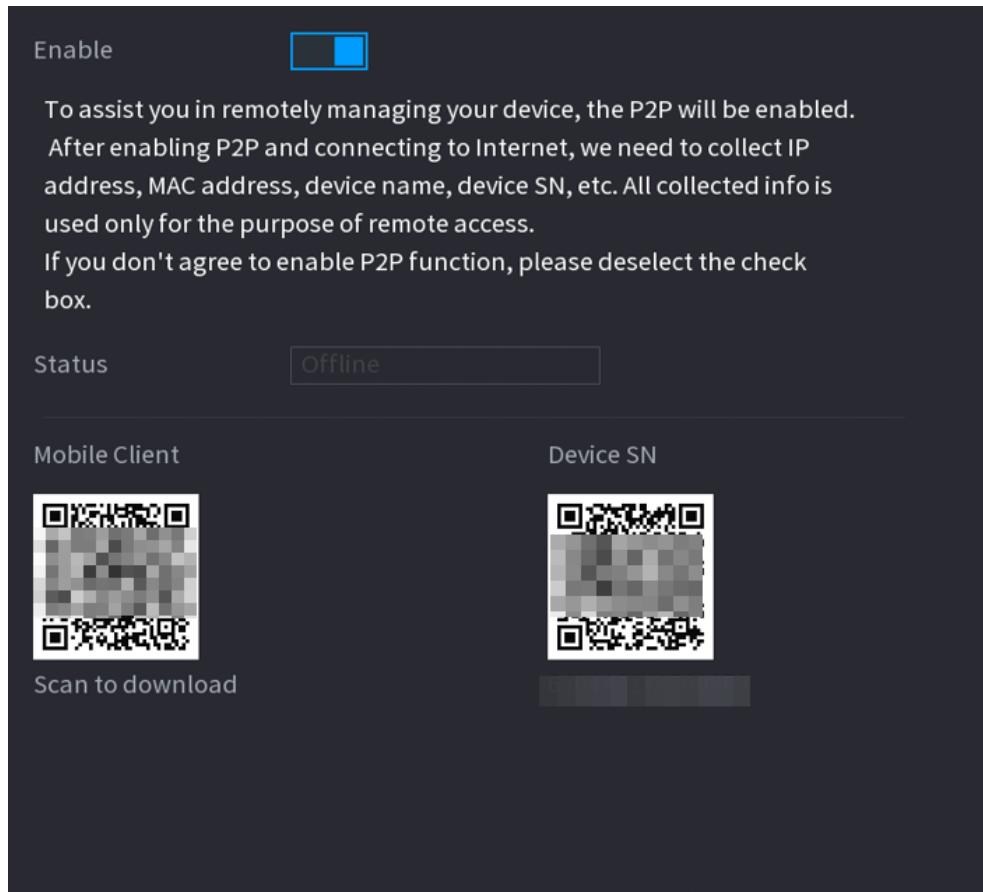 Enable
To assist you in remotely managing your device, the P2P will be enabled.
After enabling P2P and connecting to Internet, we need to collect IP
address, MAC address, device name, device SN, etc. All collected info is
used only for the purpose of remote access.
If you don't agree to enable P2P function, please deselect the check
box.
Status Offline
Mobile Client Device SN
Scan to download